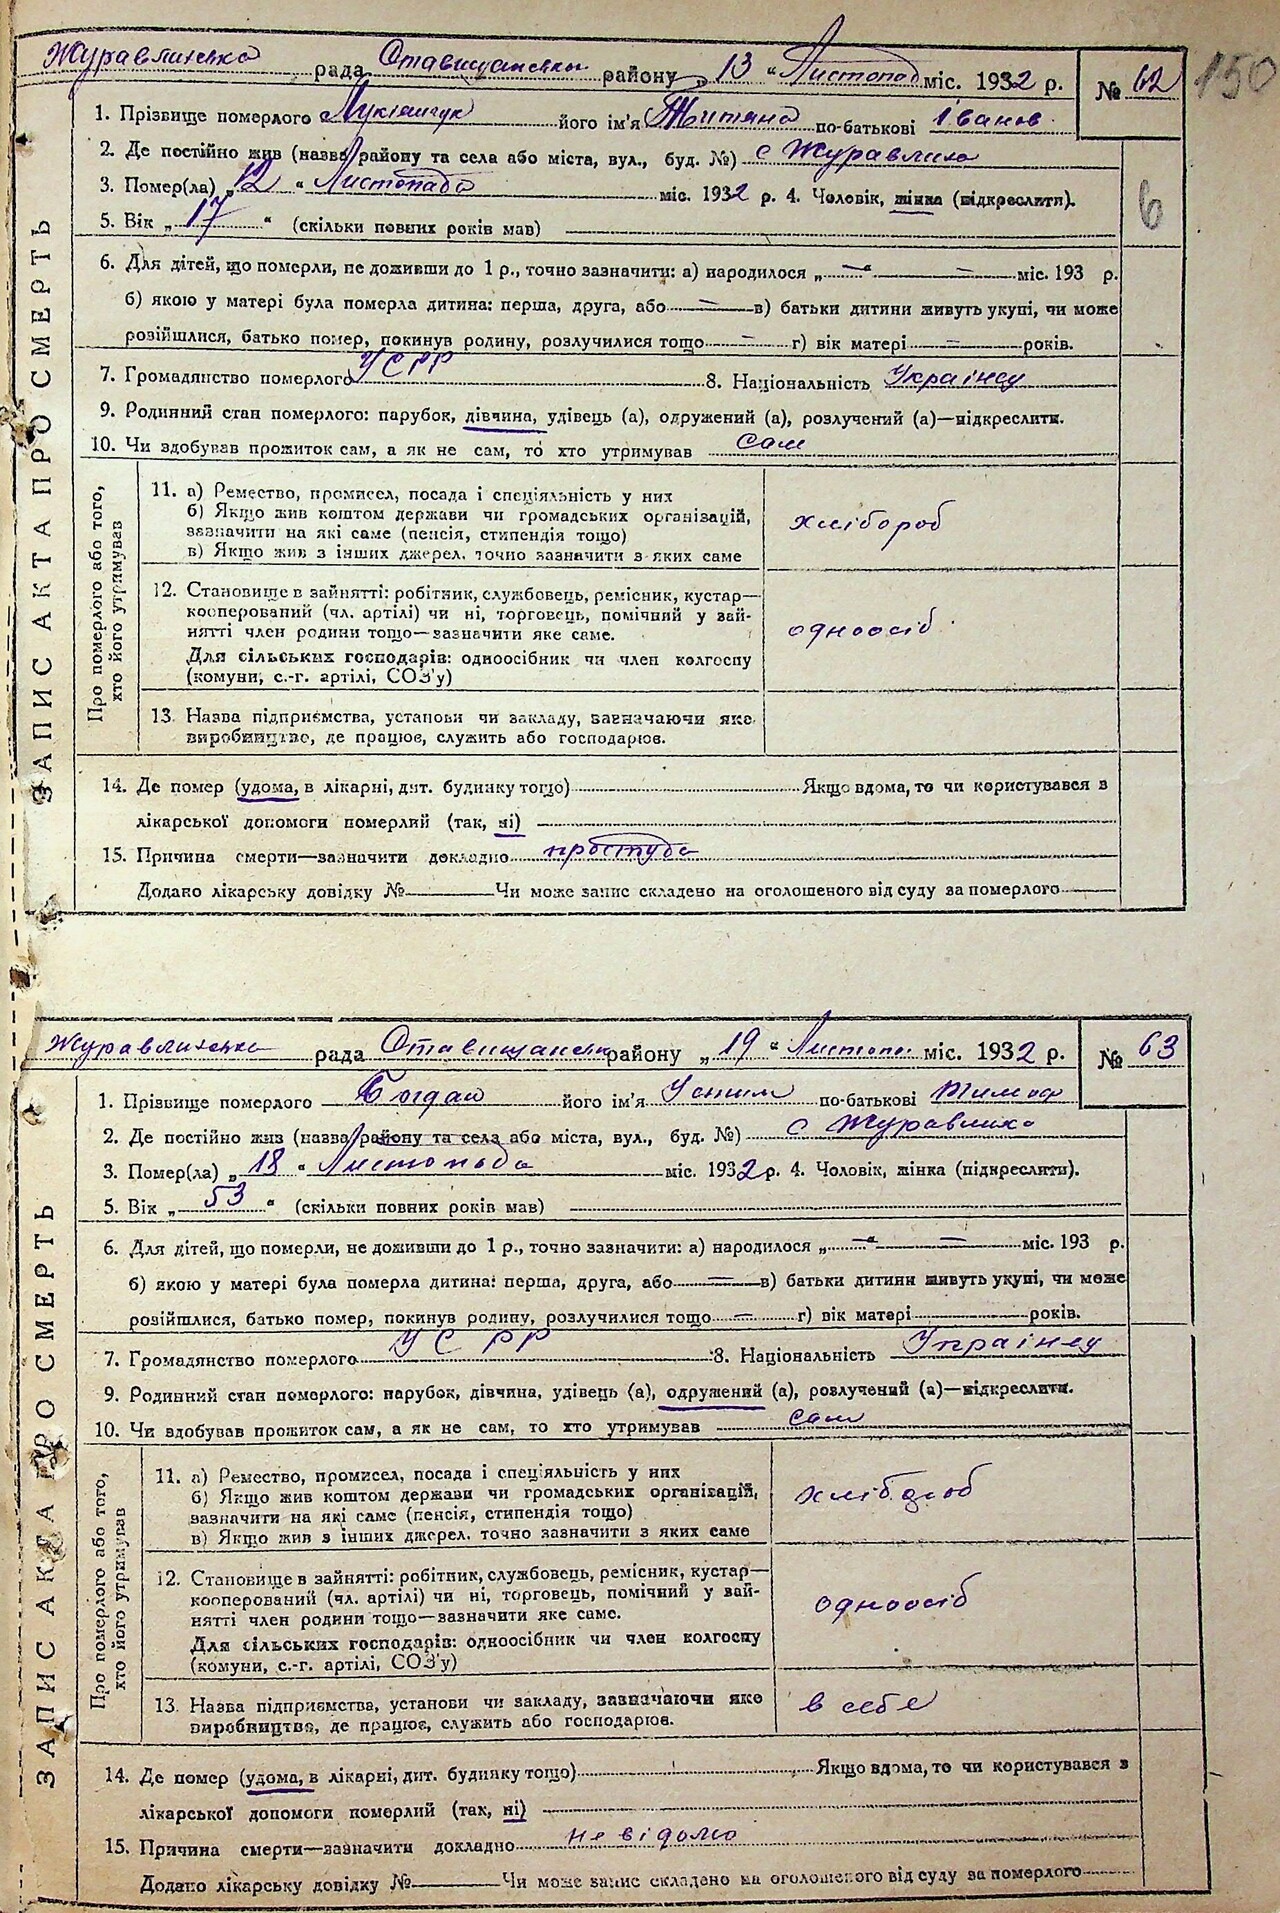 Журавлиська рада Ставищанськ району „13“ Листопад міс. 1932 р. № 62
150
1. Прізвище померлого його ім'я Титяна по-батькові Іванов.
2. Де постійно жив (назва району та села або міста, вул., буд. №) с Журавлиха
3. Помер(ла) „12“ Листопада міс. 1932 р. 4. Чоловік, жінка (підкреслити).
6
5. Вік „17“ (скільки повних років мав)
6. Для дітей, що померли, не доживши до 1 р., точно зазначити: а) народилося „—“ — міс. 193 р.
б) якою у матері була померла дитина: перша, друга, або — в) батьки дитини живуть укупі, чи може
розійшлися, батько помер, покинув родину, розлучилися тощо — г) вік матері — років.
7. Громадянство померлого УСРР 8. Національність Українсу
9. Родинний стан померлого: парубок, дівчина, удівець (а), одружений (а), розлучений (а)—підкреслити.
10. Чи здобував прожиток сам, а як не сам, то хто утримував сам
ЗАПИС АКТА ПРО СМЕРТЬ
Про померлого або того, хто його утримував
11. а) Ремество, промисел, посада і спеціяльність у них
б) Якщо жив коштом держави чи громадських організацій,
зазначити на які саме (пенсія, стипендія тощо)
в) Якщо жив з інших джерел, точно зазначити з яких саме
хлібороб
12. Становище в зайнятті: робітник, службовець, ремісник, кустар—
кооперований (чл. артілі) чи ні, торговець, помічний у зай-
нятті член родини тощо—зазначити яке саме.
Для сільських господарів: одноосібник чи член колгоспу
(комуни, с.-г. артілі, СОЗ'у)
одноосіб
13. Назва підприємства, установи чи закладу, зазначаючи яке
виробництво, де працює, служить або господарює.
14. Де помер (удома, в лікарні, дит. будинку тощо) Якщо вдома, то чи користувався з
лікарської допомоги померлий (так, ні)
15. Причина смерти—зазначити докладно простуда
Додано лікарську довідку № Чи може запис складено на оголошеного від суду за померлого
Журавлиська рада Ставищанськ району „19“ Листопа. міс. 1932 р. № 63
1. Прізвище померлого Богдан його ім'я Устим по-батькові Тимоф
2. Де постійно жив (назва району та села або міста, вул., буд. №) с Журавлиха
3. Помер(ла) „18“ Листопада міс. 1932 р. 4. Чоловік, жінка (підкреслити).
5. Вік „53“ (скільки повних років мав)
6. Для дітей, що померли, не доживши до 1 р., точно зазначити: а) народилося „—“ — міс. 193 р.
б) якою у матері була померла дитина: перша, друга, або — в) батьки дитини живуть укупі, чи може
розійшлися, батько помер, покинув родину, розлучилися тощо — г) вік матері років.
7. Громадянство померлого УСРР 8. Національність Українсу
9. Родинний стан померлого: парубок, дівчина, удівець (а), одружений (а), розлучений (а)—підкреслити.
10. Чи здобував прожиток сам, а як не сам, то хто утримував сам
ЗАПИС АКТА ПРО СМЕРТЬ
Про померлого або того, хто його утримував
11. а) Ремество, промисел, посада і спеціяльність у них
б) Якщо жив коштом держави чи громадських організацій,
зазначити на які саме (пенсія, стипендія тощо)
в) Якщо жив з інших джерел, точно зазначити з яких саме
12. Становище в зайнятті: робітник, службовець, ремісник, кустар—
кооперований (чл. артілі) чи ні, торговець, помічний у зай-
нятті член родини тощо—зазначити яке саме.
Для сільських господарів: одноосібник чи член колгоспу
(комуни, с.-г. артілі, СОЗ'у)
одноосіб
13. Назва підприємства, установи чи закладу, зазначаючи яке
виробництво, де працює, служить або господарює.
в себе
14. Де помер (удома, в лікарні, дит. будинку тощо) Якщо вдома, то чи користувався з
лікарської допомоги померлий (так, ні)
15. Причина смерти—зазначити докладно невідомо
Додано лікарську довідку № Чи може запис складено на оголошеного від суду за померлого